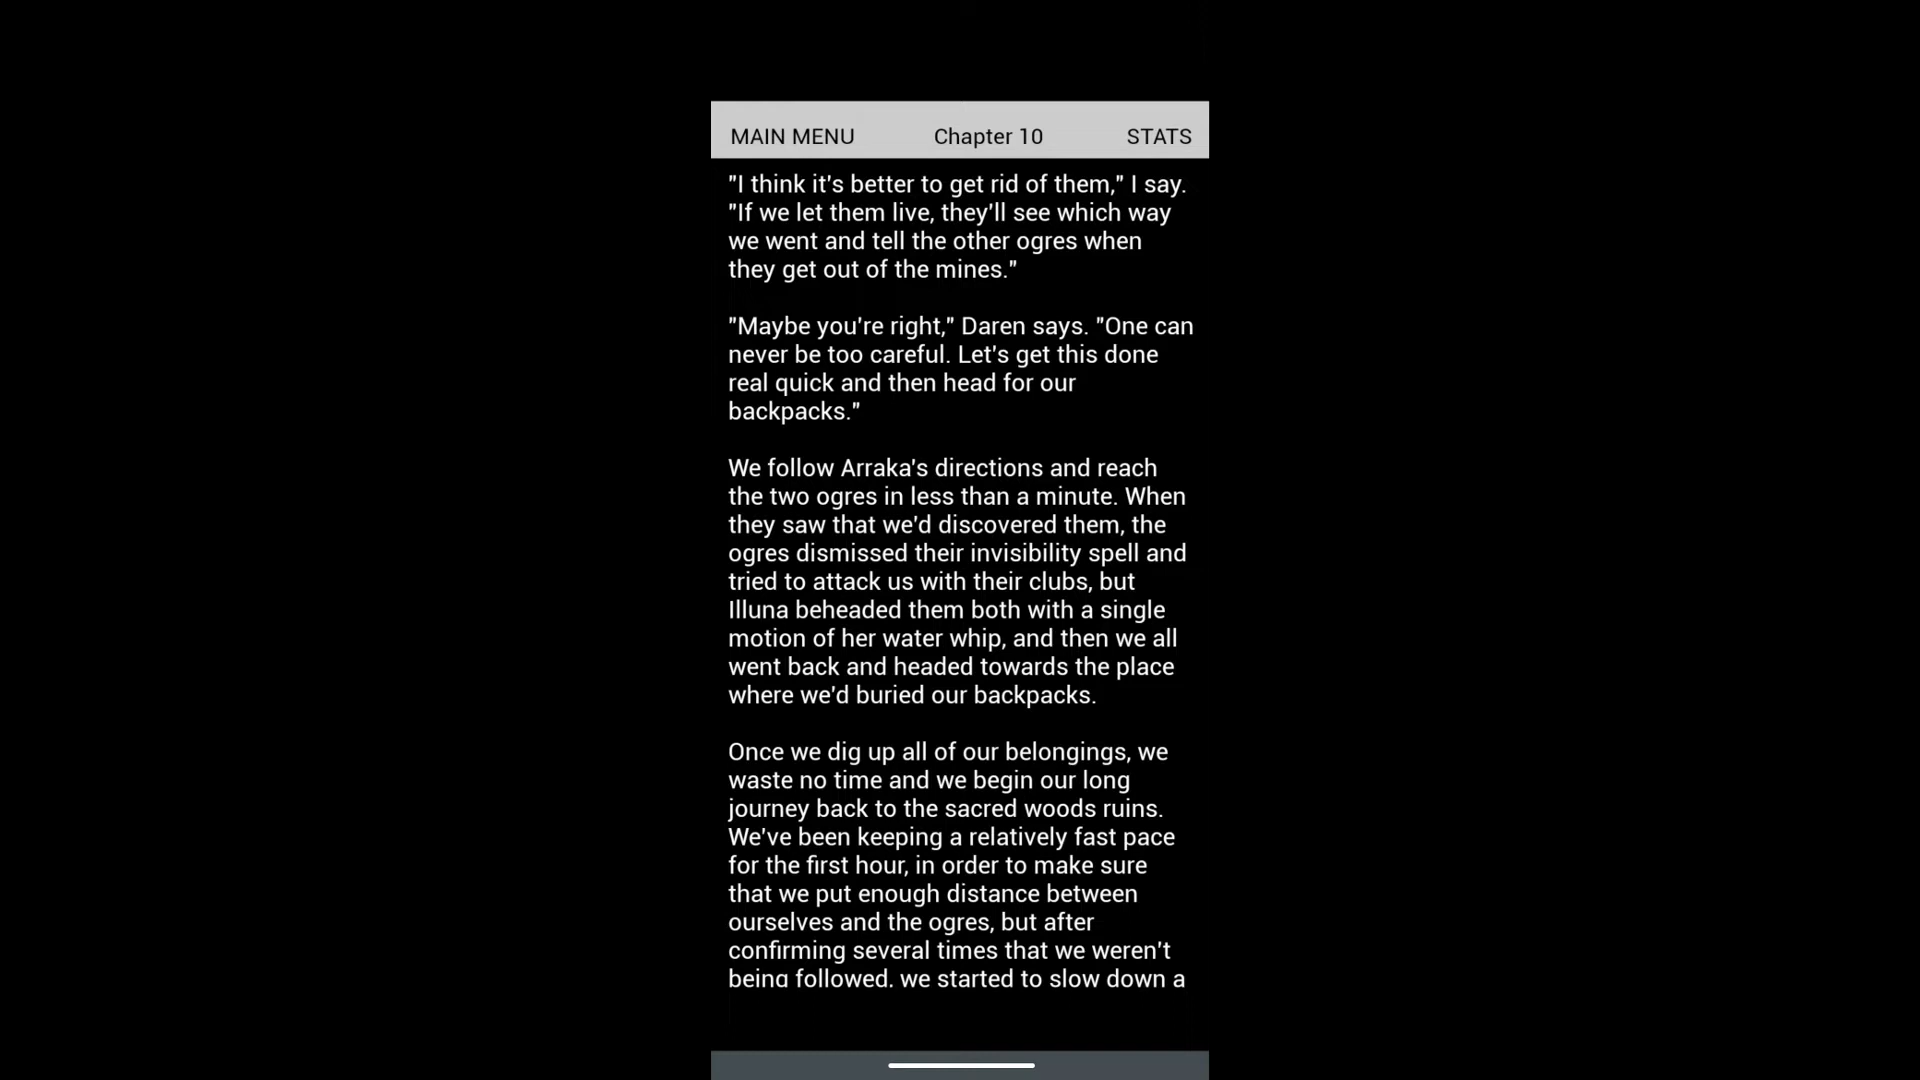 MAIN MENU Chapter 10 STATS
"I think it's better to get rid of them," I say.
"If we let them live, they'll see which way
we went and tell the other ogres when
they get out of the mines."
"Maybe you're right," Daren says. "One can
never be too careful. Let's get this done
real quick and then head for our
backpacks."
We follow Arraka's directions and reach
the two ogres in less than a minute. When
they saw that we'd discovered them, the
ogres dismissed their invisibility spell and
tried to attack us with their clubs, but
Illuna beheaded them both with a single
motion of her water whip, and then we all
went back and headed towards the place
where we'd buried our backpacks.
Once we dig up all of our belongings, we
waste no time and we begin our long
journey back to the sacred woods ruins.
We've been keeping a relatively fast pace
for the first hour, in order to make sure
that we put enough distance between
ourselves and the ogres, but after
confirming several times that we weren't
being followed, we started to slow down a